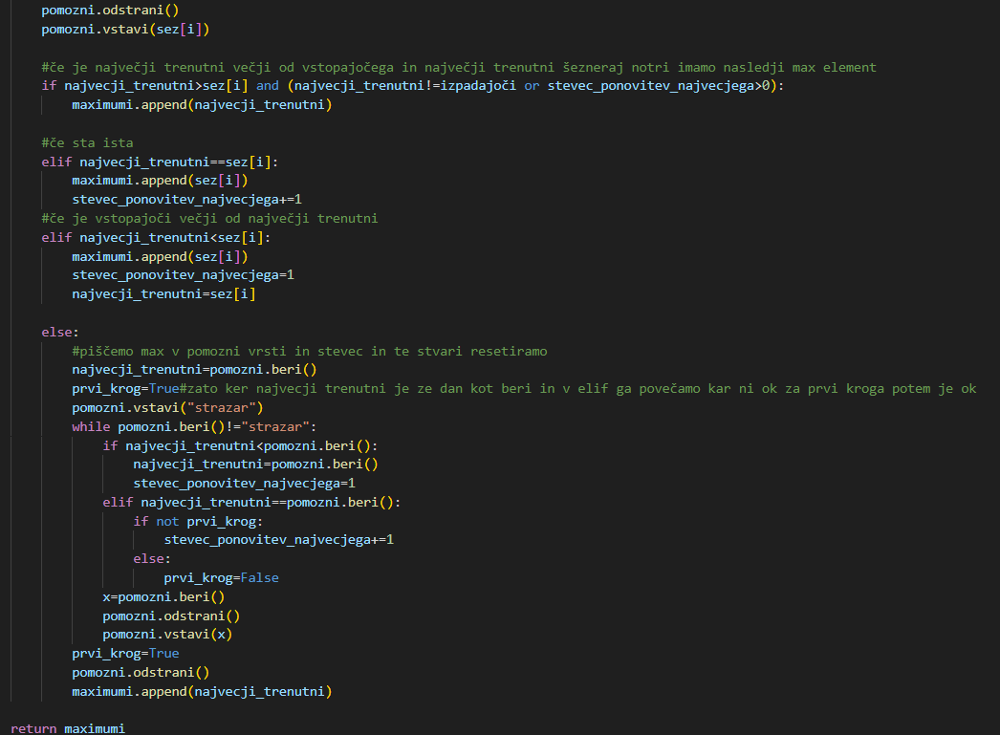 pomozni.odstrani()
pomozni.vstavi(sez[i])
#če je največji trenutni večji od vstopajočega in največji trenutni šezneraj notri imamo nasledji max element
if najvecji_trenutni>sez[i] and (najvecji_trenutni!=izpadajoči or stevec_ponovitev_najvecjega>0):
maximumi.append(najvecji_trenutni)
#če sta ista
elif najvecji_trenutni==sez[i]:
maximumi.append(sez[i])
stevec_ponovitev_najvecjega+=1
#če je vstopajoči večji od največji trenutni
elif najvecji_trenutni<sez[i]:
maximumi.append(sez[i])
stevec_ponovitev_najvecjega=1
najvecji_trenutni=sez[i]
else:
#piščemo max v pomozni vrsti in stevec in te stvari resetiramo
najvecji_trenutni=pomozni.beri()
prvi_krog=True#zato ker najvecji trenutni je ze dan kot beri in v elif ga povečamo kar ni ok za prvi kroga potem je ok
pomozni.vstavi("strazar")
while pomozni.beri()!="strazar":
if najvecji_trenutni<pomozni.beri():
najvecji_trenutni=pomozni.beri()
stevec_ponovitev_najvecjega=1
elif najvecji_trenutni==pomozni.beri():
if not prvi_krog:
stevec_ponovitev_najvecjega+=1
else:
prvi_krog=False
x=pomozni.beri()
pomozni.odstrani()
pomozni.vstavi(x)
prvi_krog=True
pomozni.odstrani()
maximumi.append(najvecji_trenutni)
return maximumi